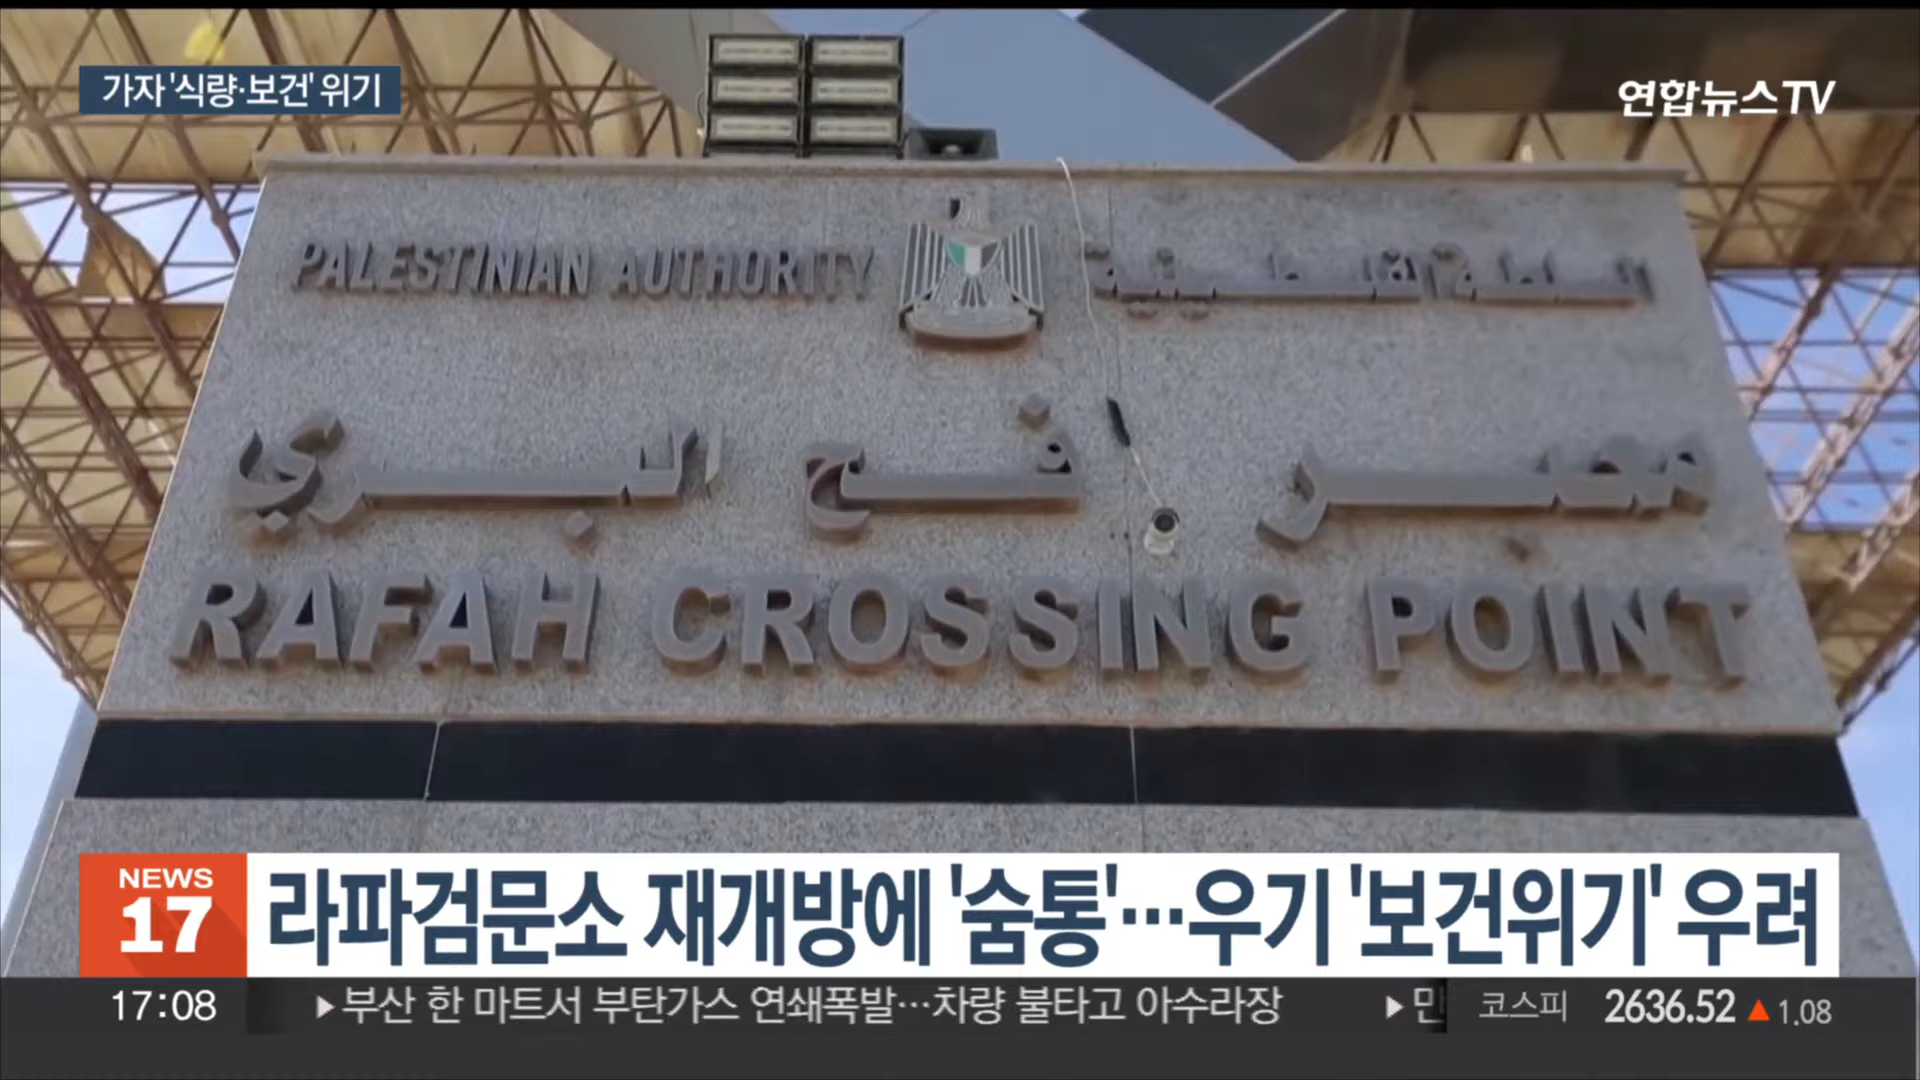 가자 '식량·보건' 위기
연합뉴스TV
PALESTINIAN AUTHORITY
السلطة الفلسطينية
معبر رفح البري
RAFAH CROSSING POINT
NEWS
17
라파검문소 재개방에 '숨통'…우기 '보건위기' 우려
17:08
▶부산 한 마트서 부탄가스 연쇄폭발…차량 불타고 아수라장
코스피 2636.52 ▲1.08